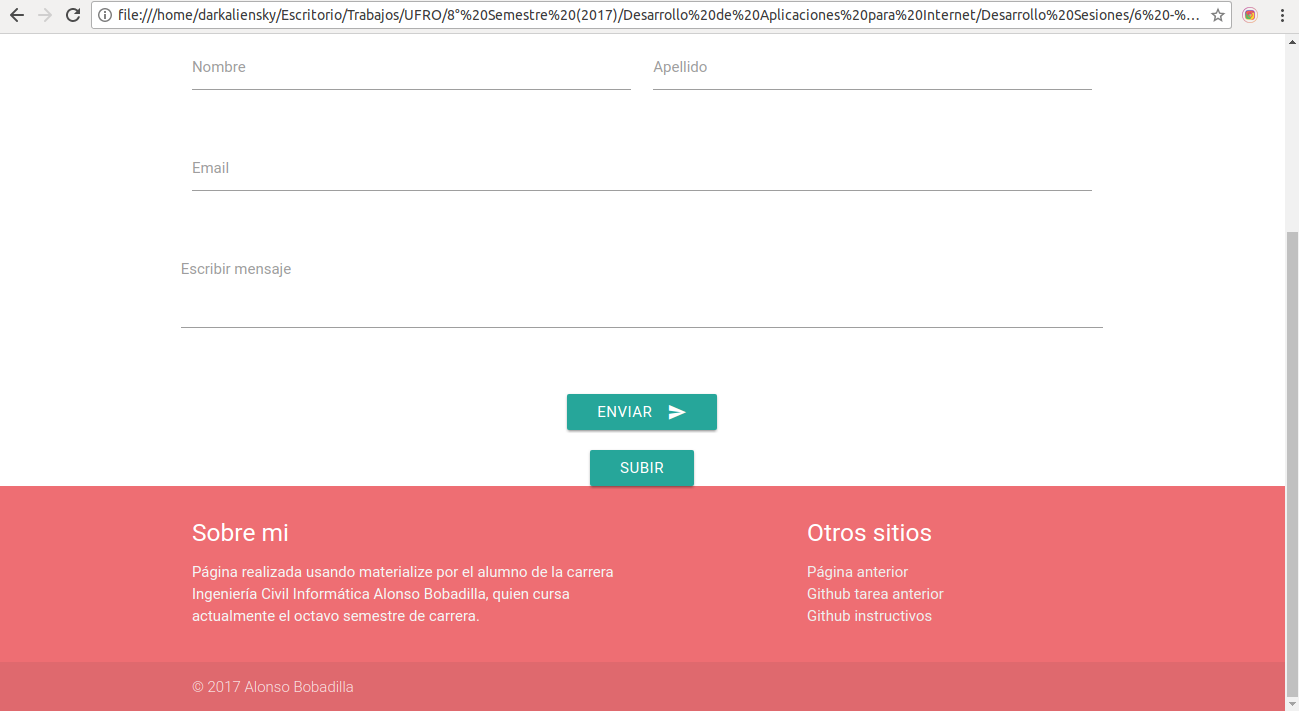 file:///home/darkaliensky/Escritorio/Trabajos/UFRO/8°%20Semestre%20(2017)/Desarrollo%20de%20Aplicaciones%20para%20Internet/Desarrollo%20Sesiones/6%20-%...
Nombre Apellido
Email
Escribir mensaje
ENVIAR
SUBIR
Sobre mi
Página realizada usando materialize por el alumno de la carrera
Ingeniería Civil Informática Alonso Bobadilla, quien cursa
actualmente el octavo semestre de carrera.
Otros sitios
Página anterior
Github tarea anterior
Github instructivos
© 2017 Alonso Bobadilla